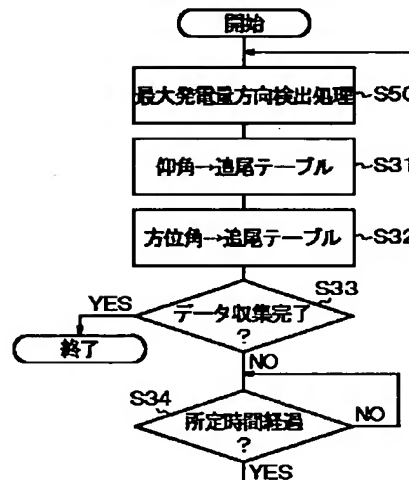 開始
最大発電量方向検出処理 S50
仰角→追尾テーブル S31
方位角→追尾テーブル S32
S33
YES データ収集完了
?
終了
NO
S34
所定時間経過 NO
?
YES